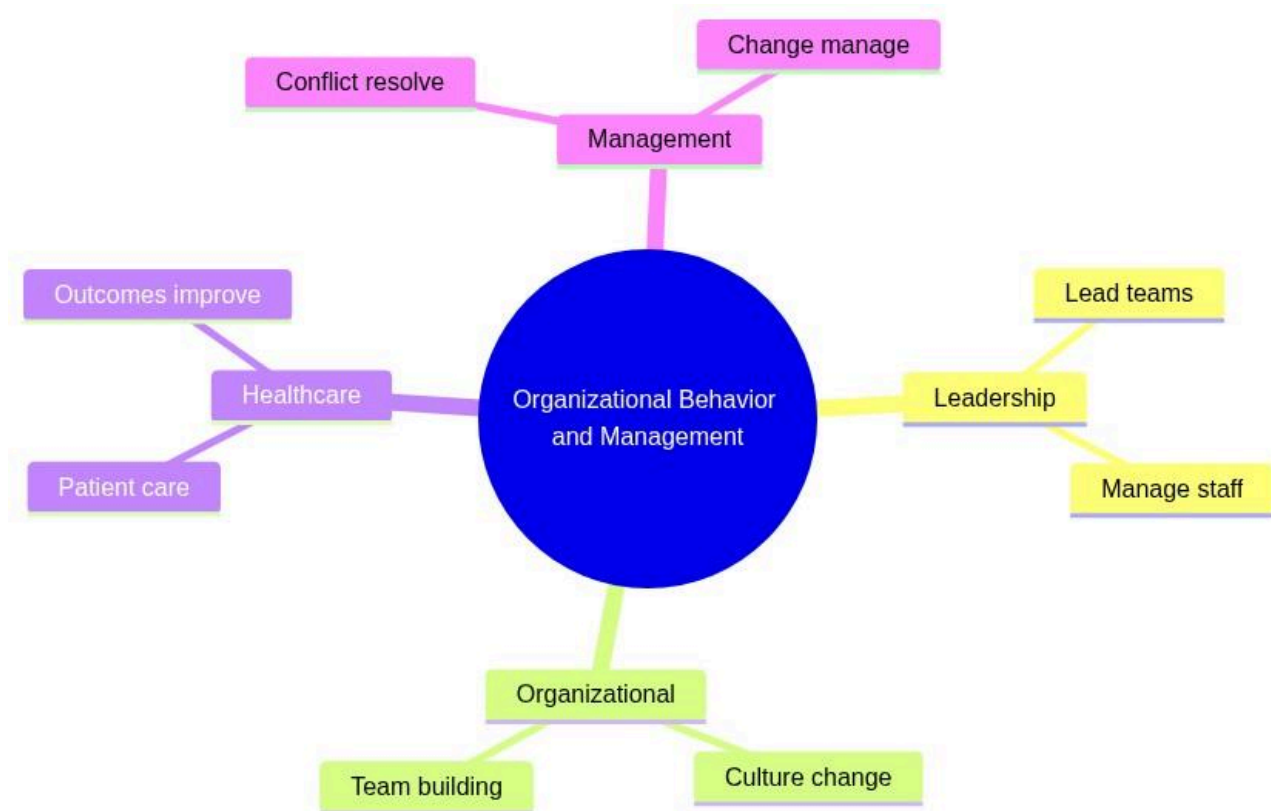 Change manage
Conflict resolve
Management
Outcomes improve
Healthcare
Patient care
Organizational Behavior
and Management
Lead teams
Leadership
Manage staff
Organizational
Team building
Culture change